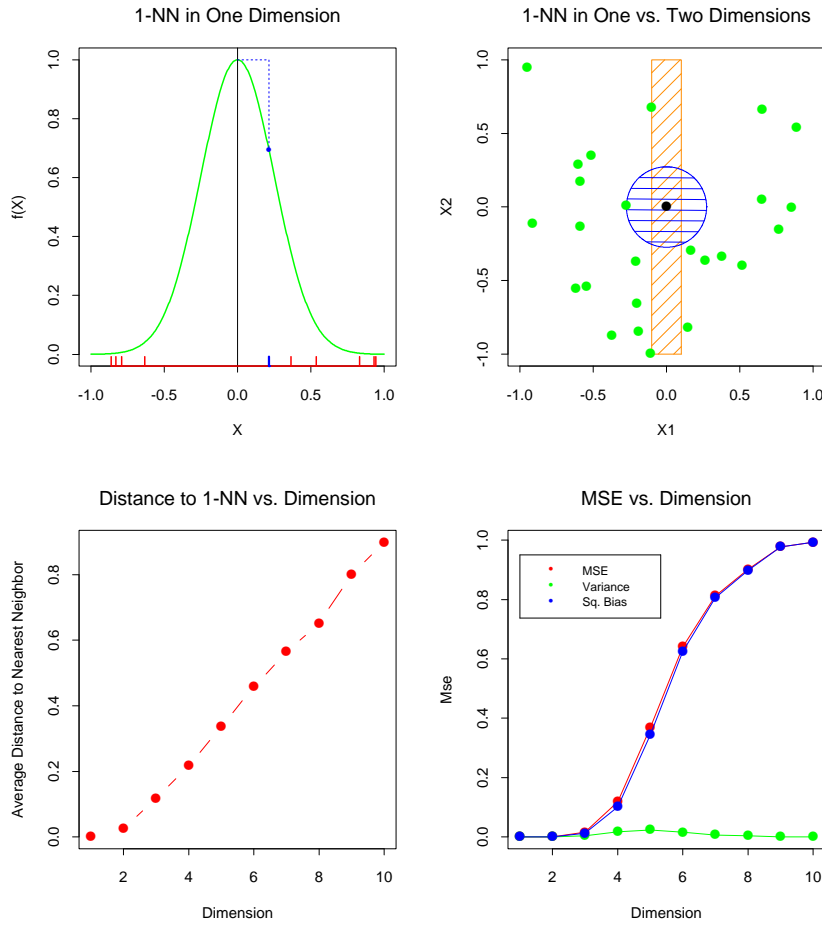 1-NN in One Dimension
f(X)
1.0
0.8
0.6
0.4
0.2
0.0
-1.0 -0.5 0.0 0.5 1.0
X
1-NN in One vs. Two Dimensions
X2
1.0
0.5
0.0
-0.5
-1.0
-1.0 -0.5 0.0 0.5 1.0
X1
Distance to 1-NN vs. Dimension
Average Distance to Nearest Neighbor
0.8
0.6
0.4
0.2
0.0
2 4 6 8 10
Dimension
MSE vs. Dimension
Mse
1.0
0.8
0.6
0.4
0.2
0.0
MSE
Variance
Sq. Bias
2 4 6 8 10
Dimension